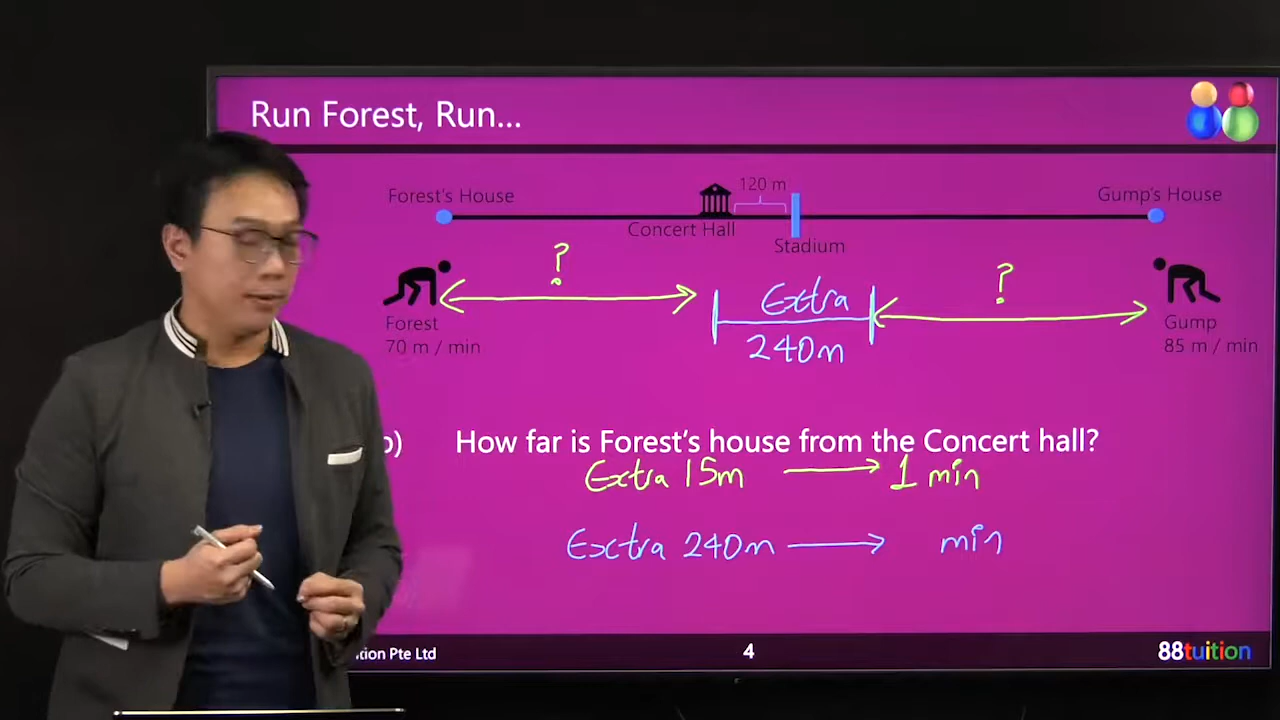 Run Forest, Run...
120 m
Forest's House
Gump's House
Concert Hall
Stadium
?
?
Extra
240m
Forest
70 m / min
Gump
85 m / min
b) How far is Forest's house from the Concert hall?
Extra 15m → 1 min
Extra 240m → min
tion Pte Ltd
4
88tuition